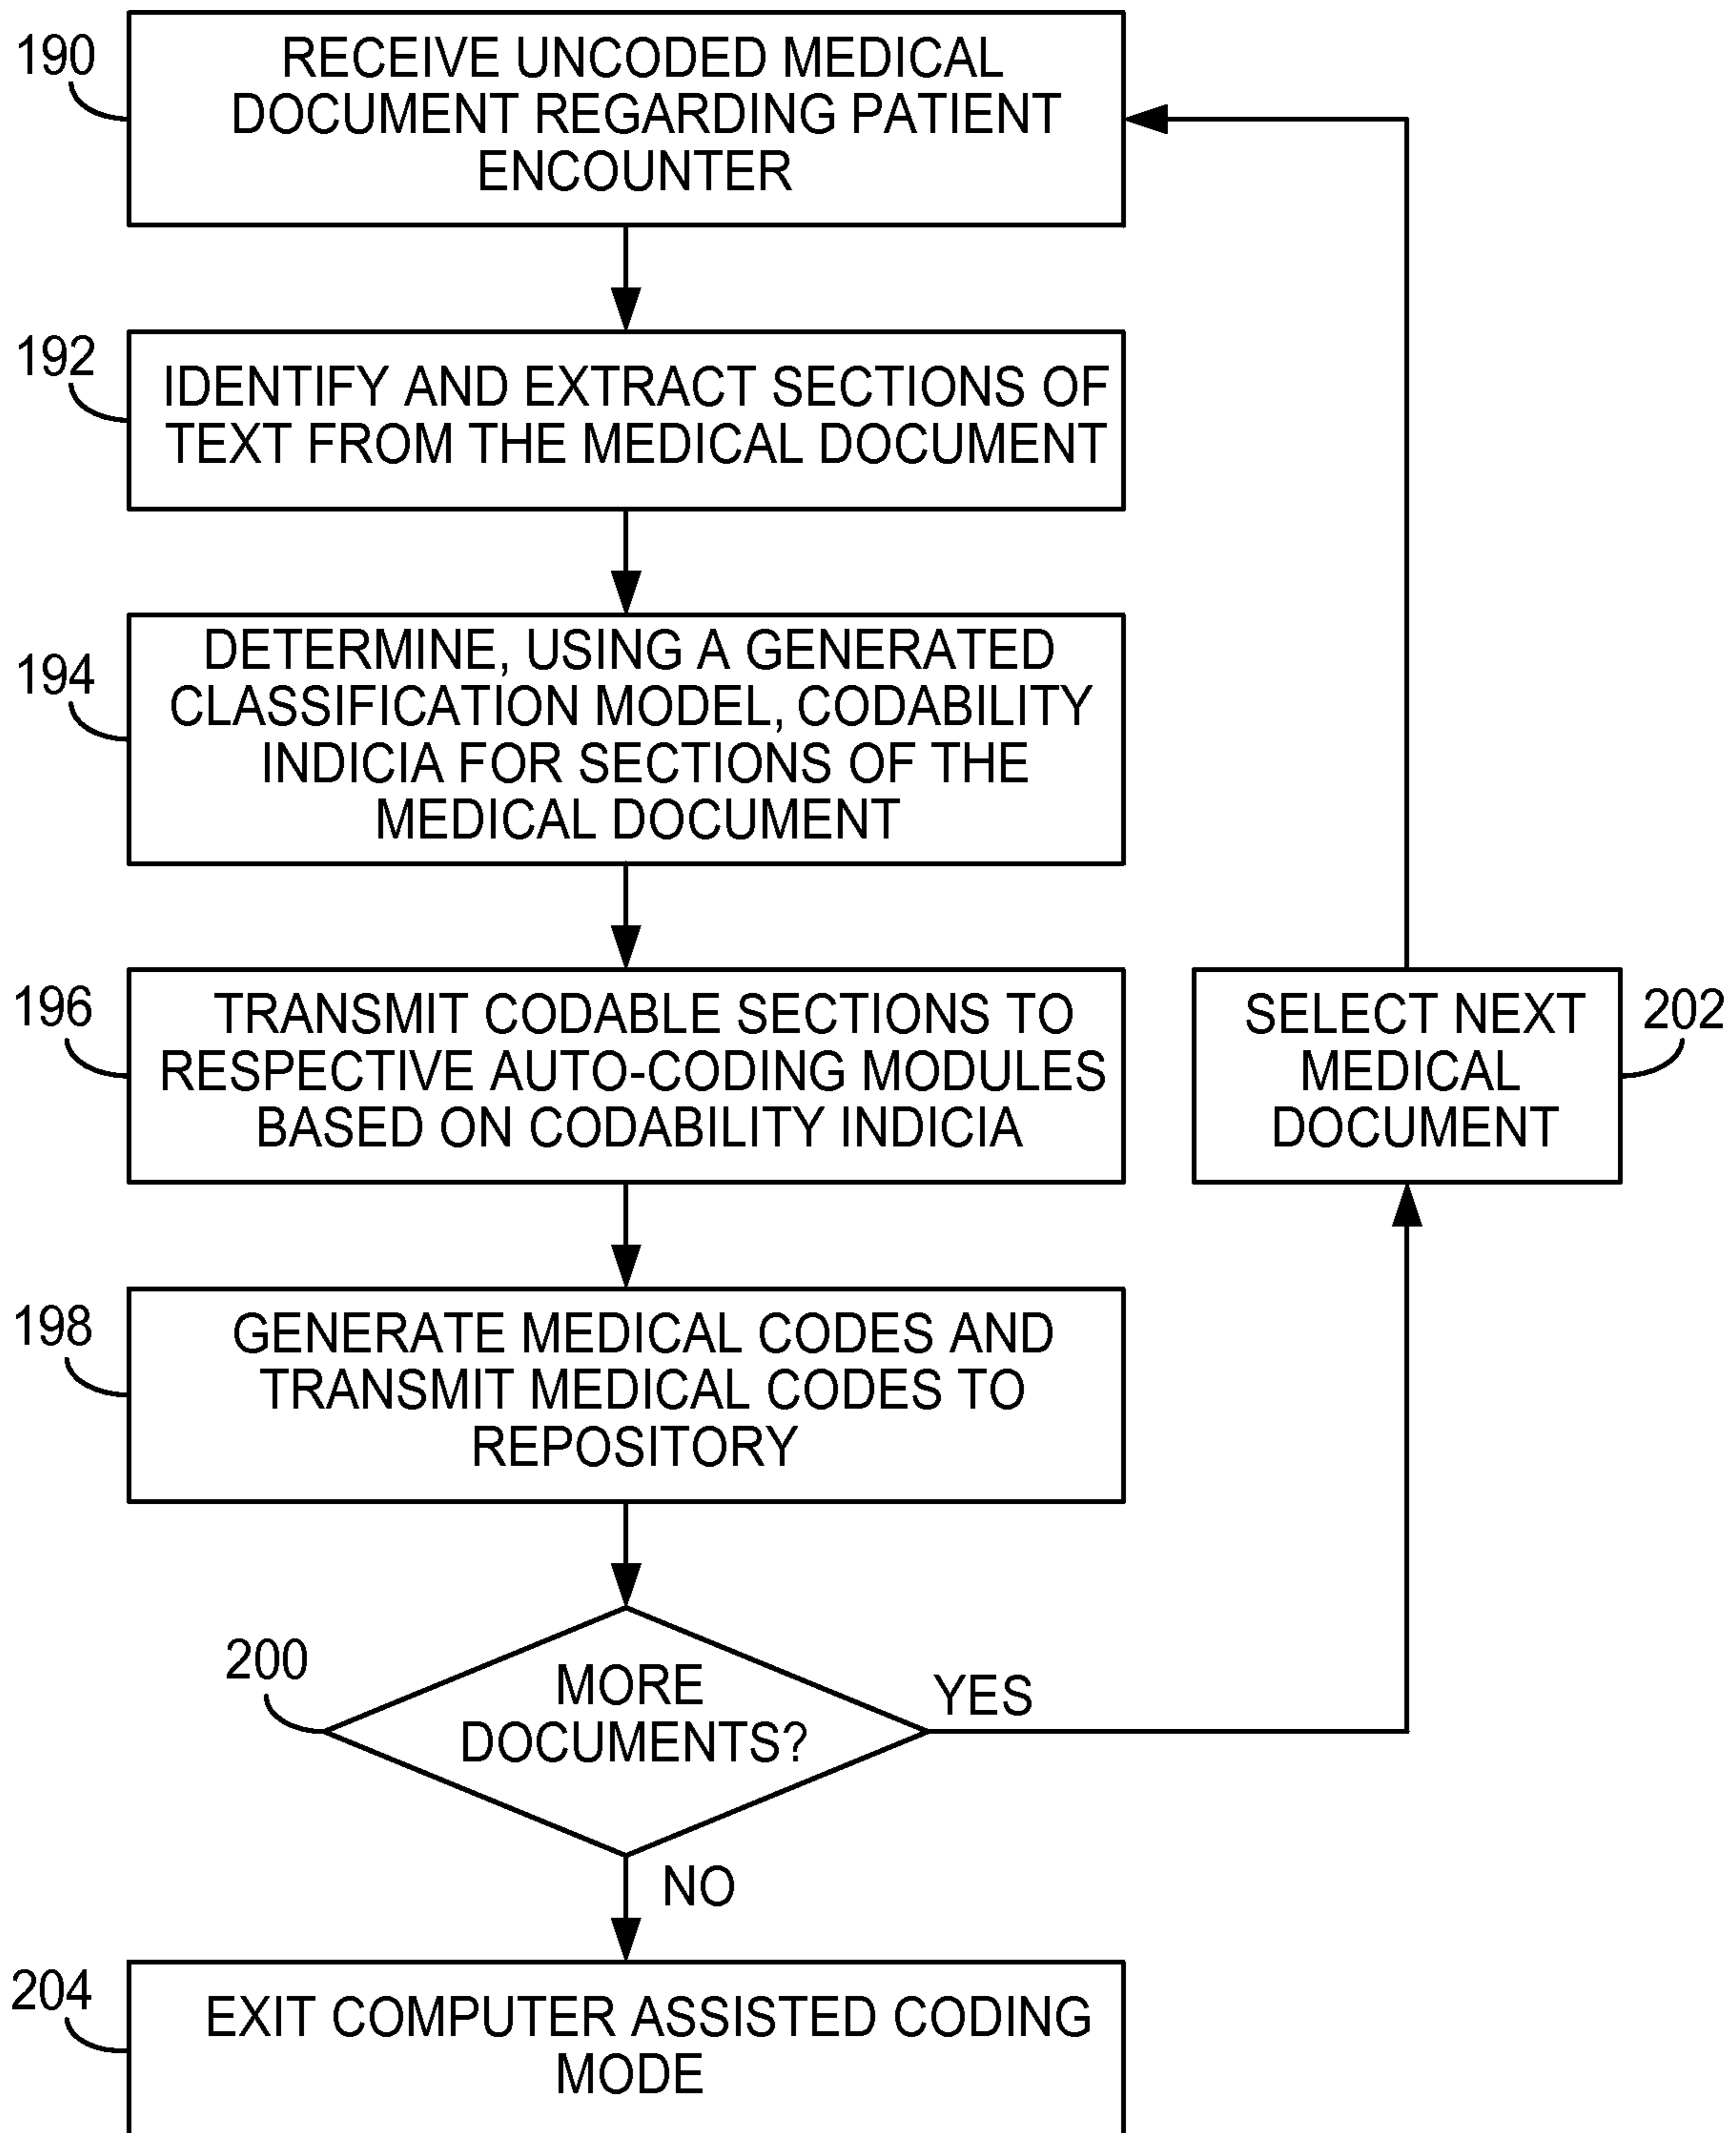 190
RECEIVE UNCODED MEDICAL
DOCUMENT REGARDING PATIENT
ENCOUNTER
192
IDENTIFY AND EXTRACT SECTIONS OF
TEXT FROM THE MEDICAL DOCUMENT
194
DETERMINE, USING A GENERATED
CLASSIFICATION MODEL, CODABILITY
INDICIA FOR SECTIONS OF THE
MEDICAL DOCUMENT
196
TRANSMIT CODABLE SECTIONS TO
RESPECTIVE AUTO-CODING MODULES
BASED ON CODABILITY INDICIA
SELECT NEXT
MEDICAL
DOCUMENT
202
198
GENERATE MEDICAL CODES AND
TRANSMIT MEDICAL CODES TO
REPOSITORY
200
MORE
DOCUMENTS?
YES
NO
204
EXIT COMPUTER ASSISTED CODING
MODE